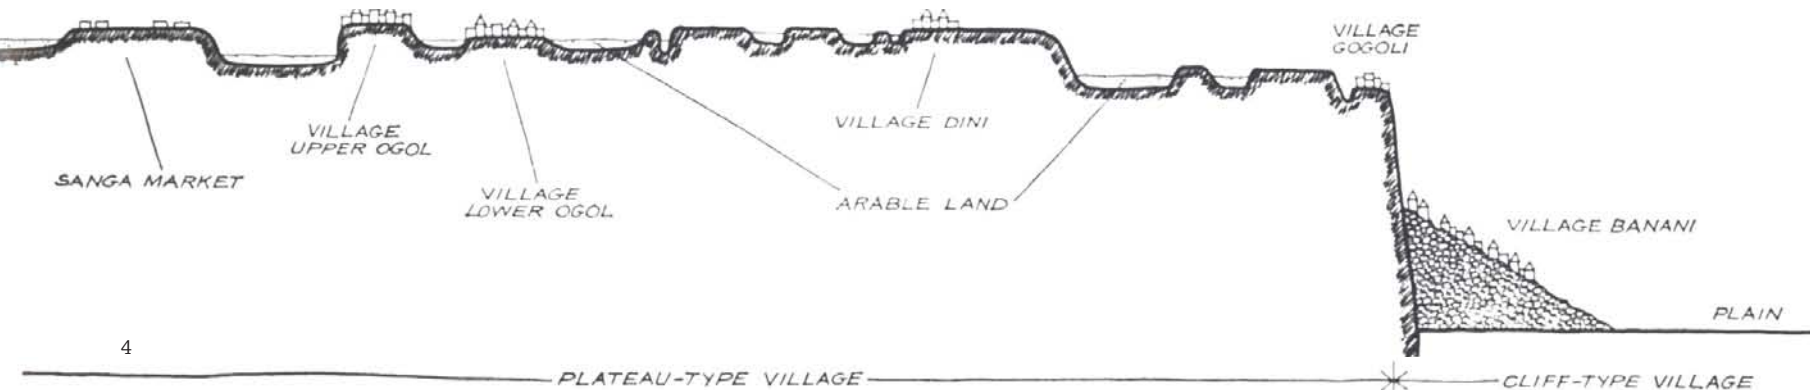 VILLAGE
GOGOLI
VILLAGE DINI
VILLAGE
UPPER OGOL
SANGA MARKET
VILLAGE
LOWER OGOL
ARABLE LAND
VILLAGE BANANI
PLAIN
4
PLATEAU-TYPE VILLAGE
CLIFF-TYPE VILLAGE